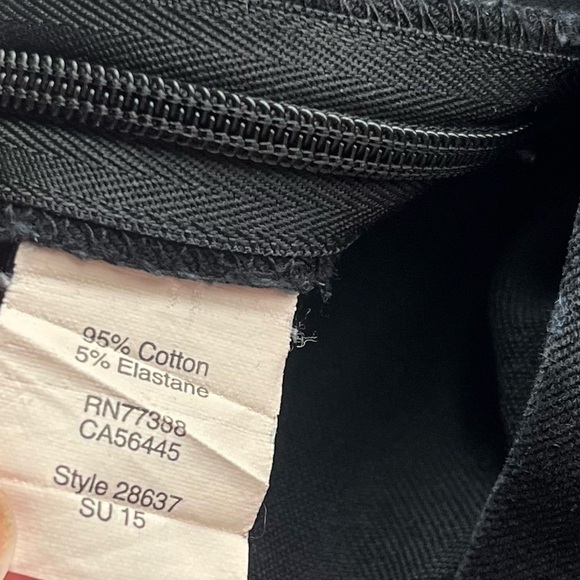 95% Cotton
5% Elastane
RN77388
CA56445
Style 28637
SU 15